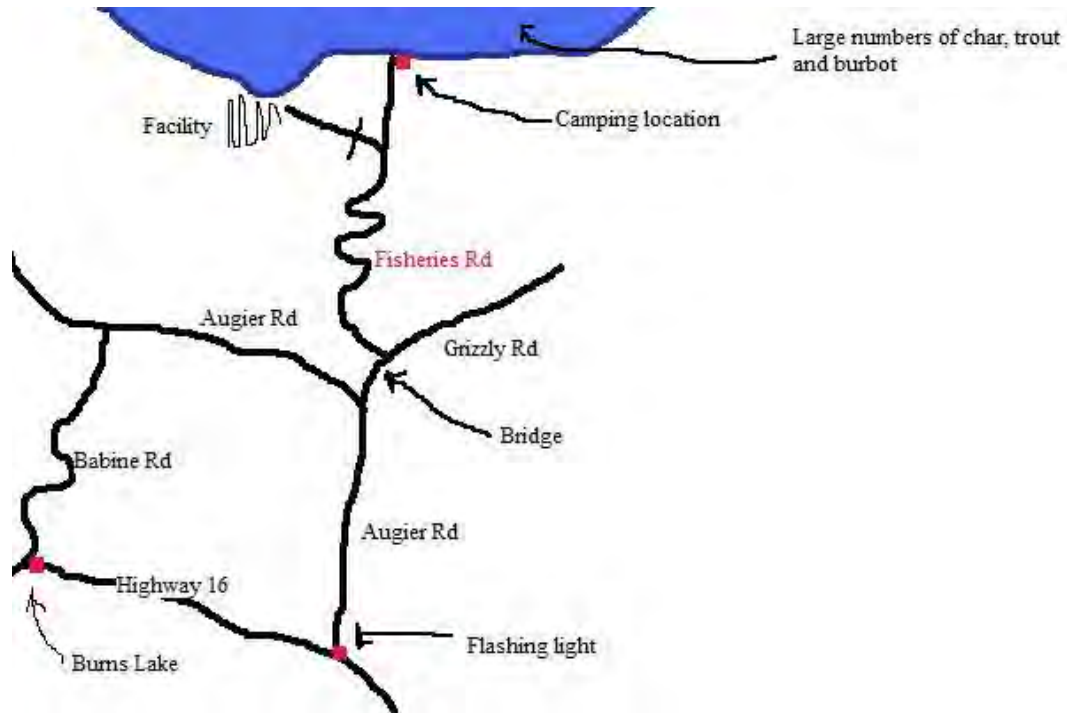 Large numbers of char, trout
and burbot
Camping location
Facility
Fisheries Rd
Augier Rd
Grizzly Rd
Bridge
Babine Rd
Augier Rd
Highway 16
Flashing light
Burns Lake